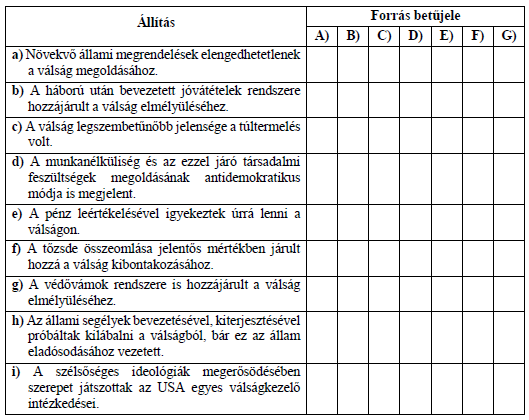 Állítás
Forrás betűjele
A) B) C) D) E) F) G)
a) Növekvő állami megrendelések elengedhetetlenek
a válság megoldásához.
b) A háború után bevezetett jóvátételek rendszere
hozzájárult a válság elmélyüléséhez.
c) A válság legszembetűnőbb jelensége a túltermelés
volt.
d) A munkanélküliség és az ezzel járó társadalmi
feszültségek megoldásának antidemokratikus
módja is megjelent.
e) A pénz leértékelésével igyekeztek úrrá lenni a
válságon.
f) A tőzsde összeomlása jelentős mértékben járult
hozzá a válság kibontakozásához.
g) A védővámok rendszere is hozzájárult a válság
elmélyüléséhez.
h) Az állami segélyek bevezetésével, kiterjesztésével
próbáltak kilábalni a válságból, bár ez az állam
eladósodásához vezetett.
i) A szélsőséges ideológiák megerősödésében
szerepet játszottak az USA egyes válságkezelő
intézkedései.